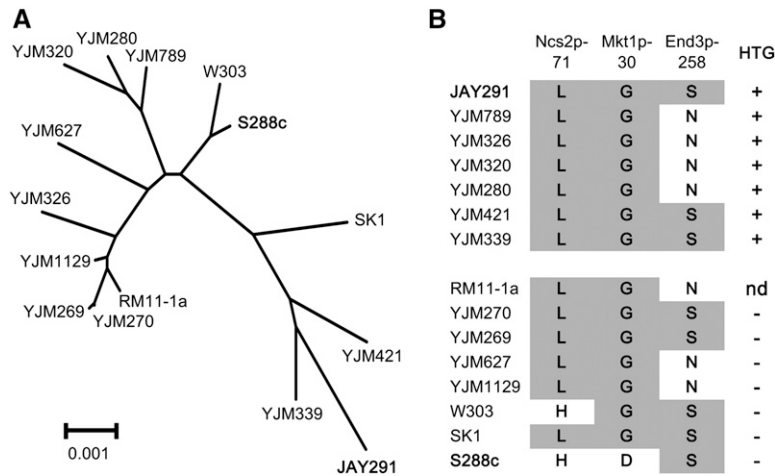 A
YJM280
YJM320
YJM789
W303
S288c
YJM627
YJM326
SK1
YJM1129
RM11-1a
YJM269
YJM270
YJM421
YJM339
0.001
JAY291
B
Ncs2p- Mkt1p- End3p- HTG
71 30 258
JAY291 L G S +
YJM789 L G N +
YJM326 L G N +
YJM320 L G N +
YJM280 L G N +
YJM421 L G S +
YJM339 L G S +
RM11-1a L G N nd
YJM270 L G S -
YJM269 L G S -
YJM627 L G N -
YJM1129 L G N -
W303 H G S -
SK1 L G S -
S288c H D S -